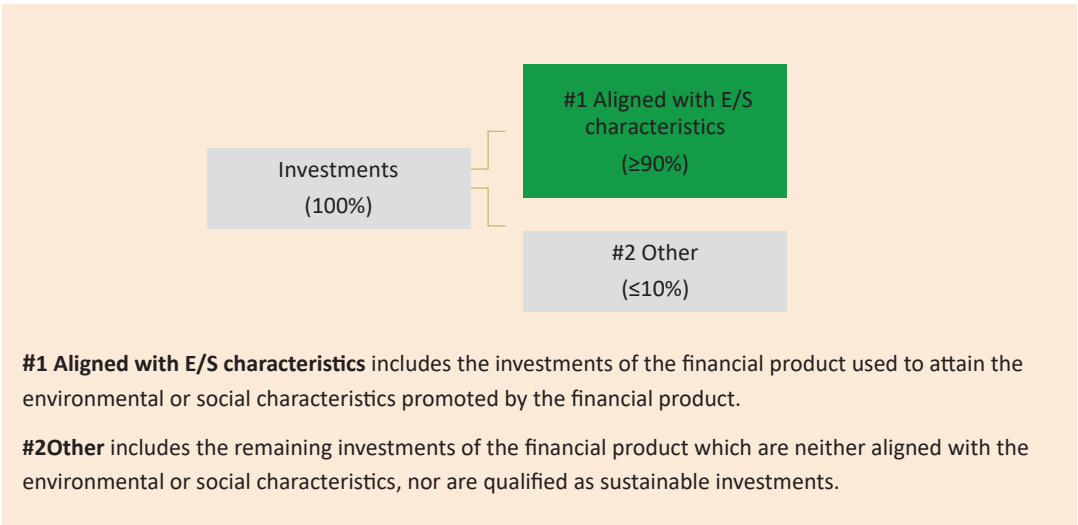 #1 Aligned with E/S
characteristics
(≥90%)
Investments
(100%)
#2 Other
(≤10%)
#1 Aligned with E/S characteristics includes the investments of the financial product used to attain the
environmental or social characteristics promoted by the financial product.
#2Other includes the remaining investments of the financial product which are neither aligned with the
environmental or social characteristics, nor are qualified as sustainable investments.